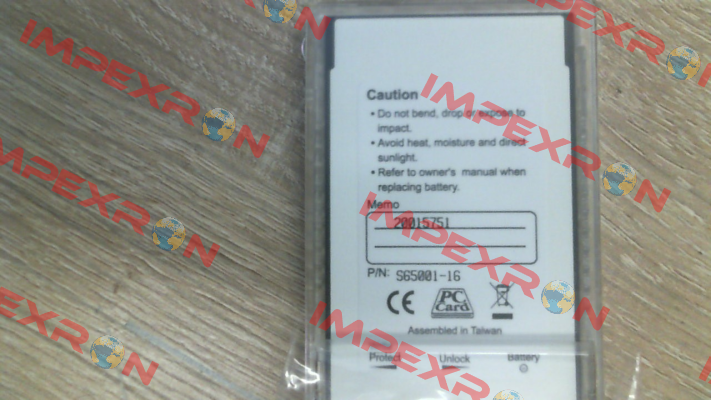 Caution
• Do not bend, drop or expose to
impact.
• Avoid heat, moisture and direct
sunlight.
• Refer to owner's manual when
replacing battery.
Memo
20015751
P/N: S65001-16
CE PC Card
Assembled in Taiwan
Protect Unlock Battery
IMPEXRON
IMPEXRON
IMPEXRON
IMPEXRON
IMPEXRON
IMPEXRON
IMPEXRON